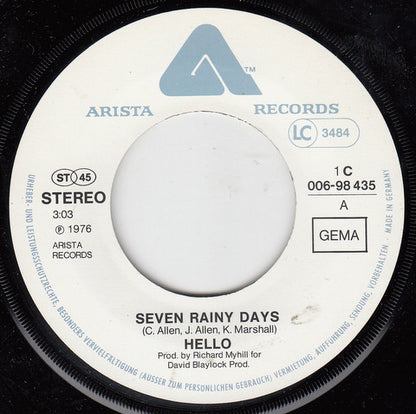 TM
ARISTA RECORDS
LC 3484
ST 45
STEREO
3:03
Ⓟ 1976
ARISTA
RECORDS
1 C
006-98 435
A
GEMA
SEVEN RAINY DAYS
(C. Allen, J. Allen, K. Marshall)
HELLO
Prod. by Richard Myhill for
David Blaylock Prod.
URHEBER- UND LEISTUNGSSCHUTZRECHTE, BESONDERS VERVIELFÄLTIGUNG (AUSSER ZUM PERSÖNLICHEN GEBRAUCH) VERMIETUNG, AUFFÜHRUNG, SENDUNG, VORBEHALTEN
MADE IN GERMANY